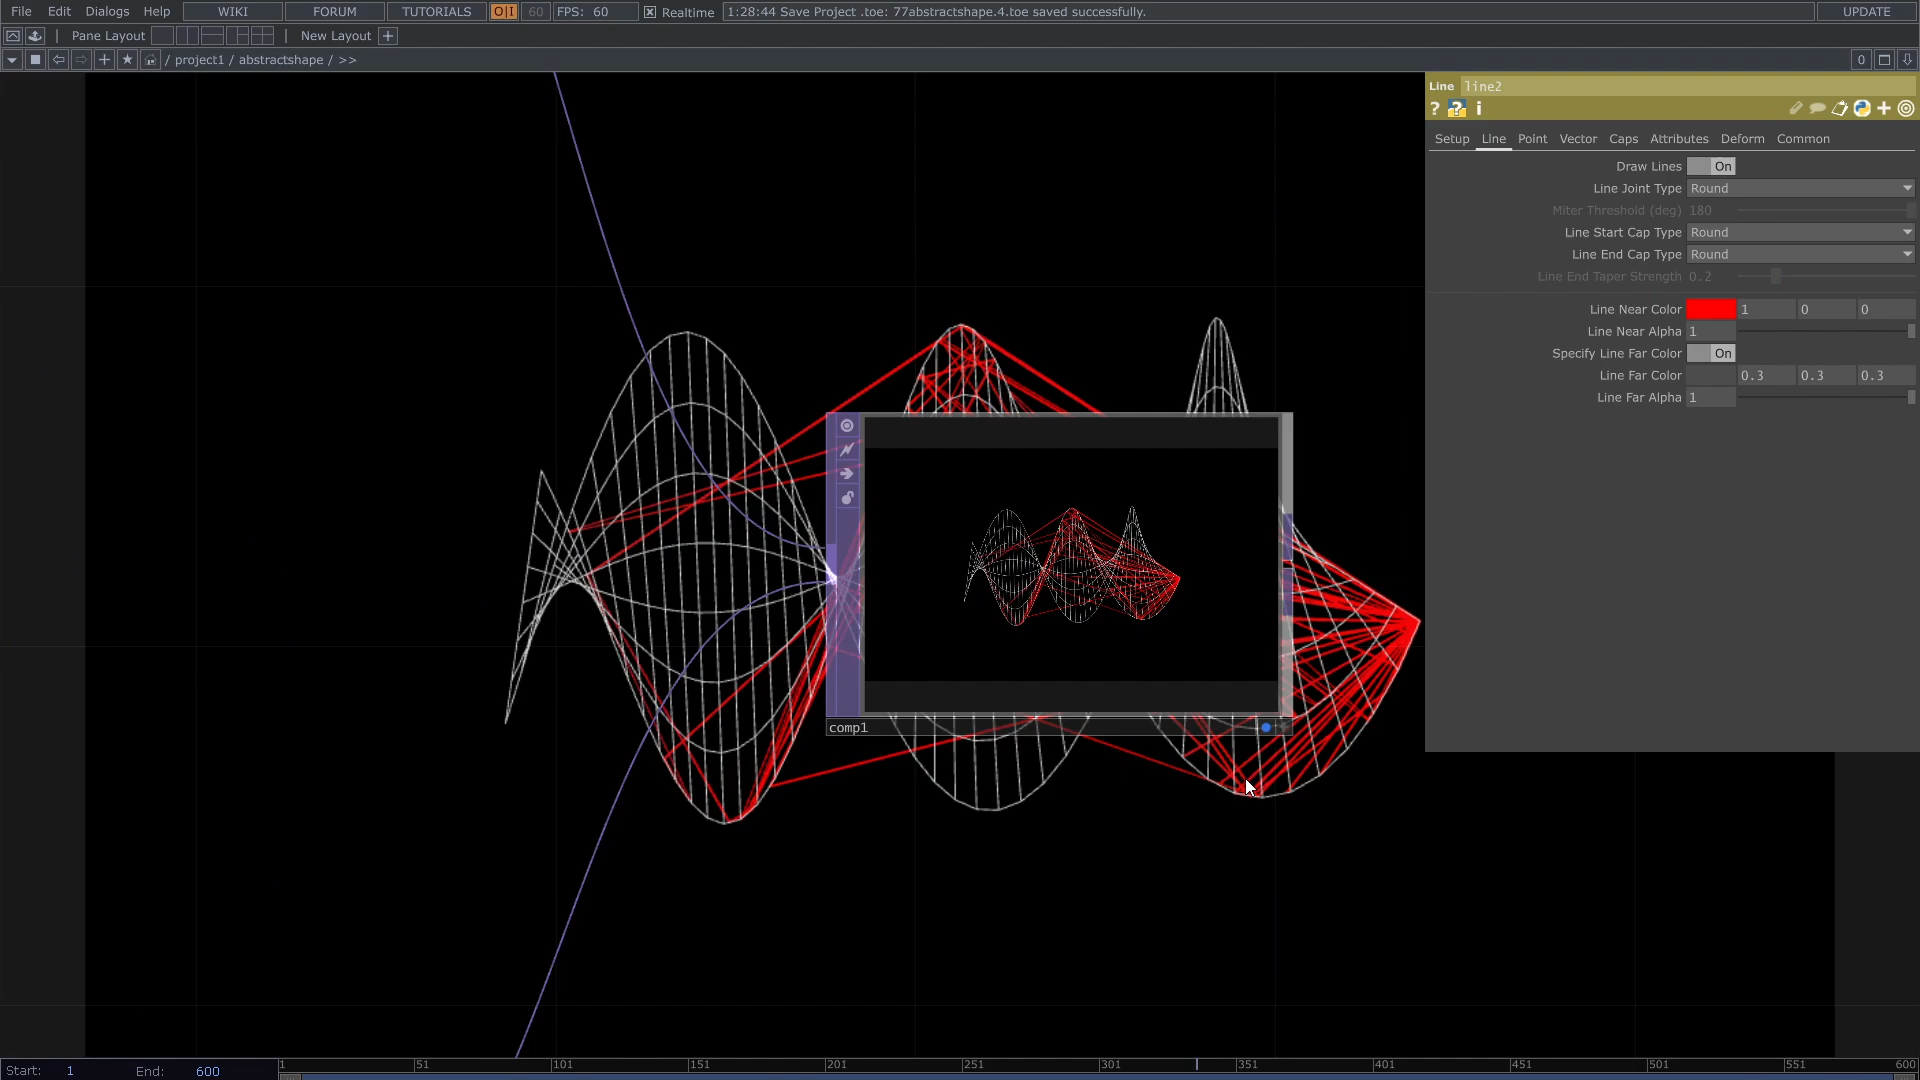 File Edit Dialogs Help WIKI FORUM TUTORIALS O|I 60 FPS: 60 Realtime 1:28:44 Save Project .toe: 77abstractshape.4.toe saved successfully. UPDATE
Pane Layout New Layout
/ project1 / abstractshape / >> 0
Line line2
? ? i
Setup Line Point Vector Caps Attributes Deform Common
Draw Lines On
Line Joint Type Round
Miter Threshold (deg) 180
Line Start Cap Type Round
Line End Cap Type Round
Line End Taper Strength 0.2
Line Near Color 1 0 0
Line Near Alpha 1
Specify Line Far Color On
Line Far Color 0.3 0.3 0.3
Line Far Alpha 1
comp1
Start: 1 End: 600 1 51 101 151 201 251 301 351 401 451 501 551 600